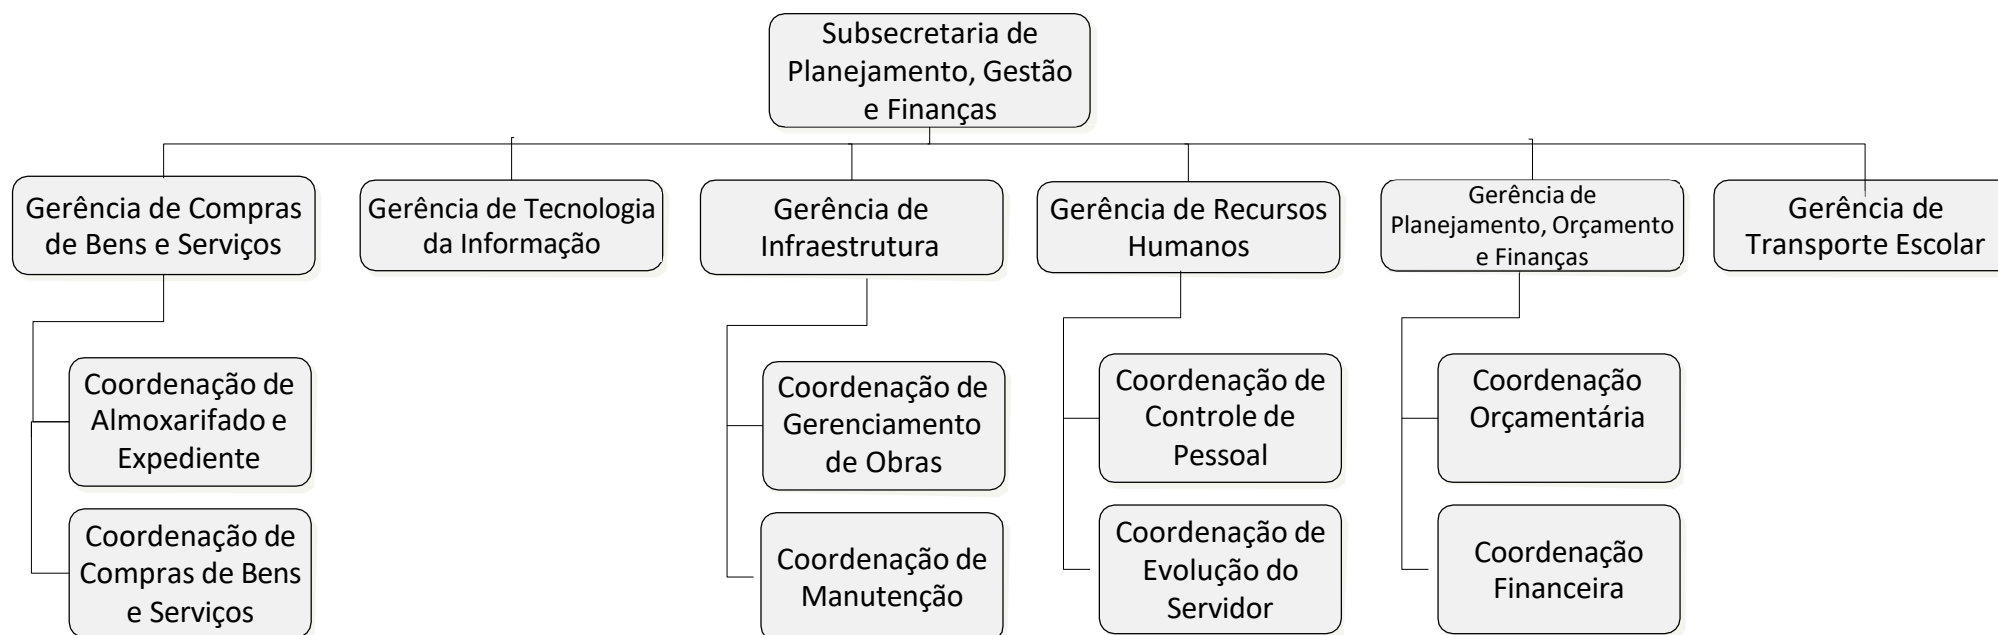 Subsecretaria de
Planejamento, Gestão
e Finanças
Gerência de Compras
de Bens e Serviços
Gerência de Tecnologia
da Informação
Gerência de
Infraestrutura
Gerência de Recursos
Humanos
Gerência de
Planejamento, Orçamento
e Finanças
Gerência de
Transporte Escolar
Coordenação de
Almoxarifado e
Expediente
Coordenação de
Compras de Bens
e Serviços
Coordenação de
Gerenciamento
de Obras
Coordenação de
Manutenção
Coordenação de
Controle de
Pessoal
Coordenação de
Evolução do
Servidor
Coordenação
Orçamentária
Coordenação
Financeira